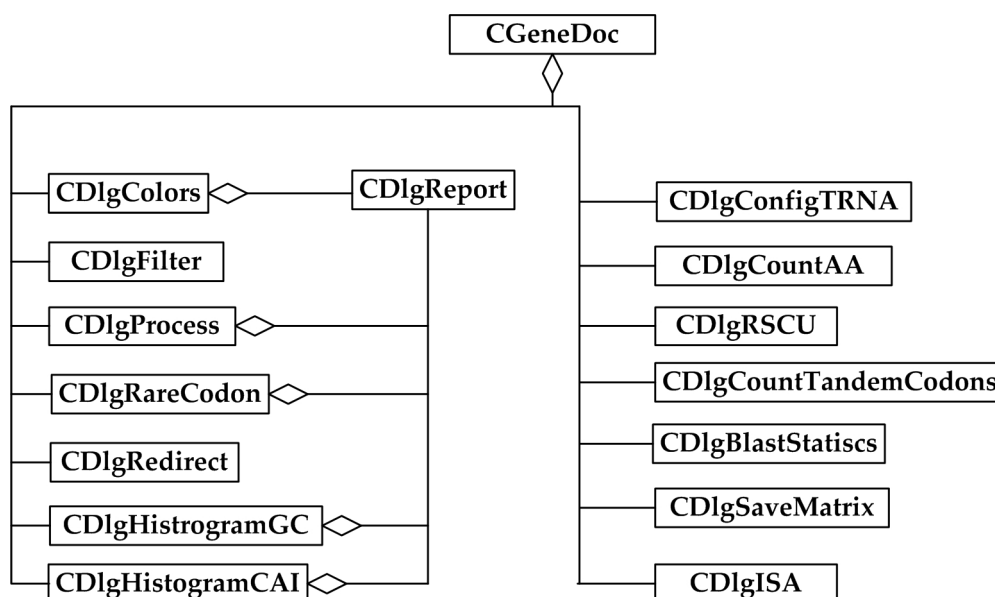 CGeneDoc
CDlgColors
CDlgReport
CDlgFilter
CDlgProcess
CDlgRareCodon
CDlgRedirect
CDlgHistrogramGC
CDlgHistogramCAI
CDlgConfigTRNA
CDlgCountAA
CDlgRSCU
CDlgCountTandemCodons
CDlgBlastStatiscs
CDlgSaveMatrix
CDlgISA